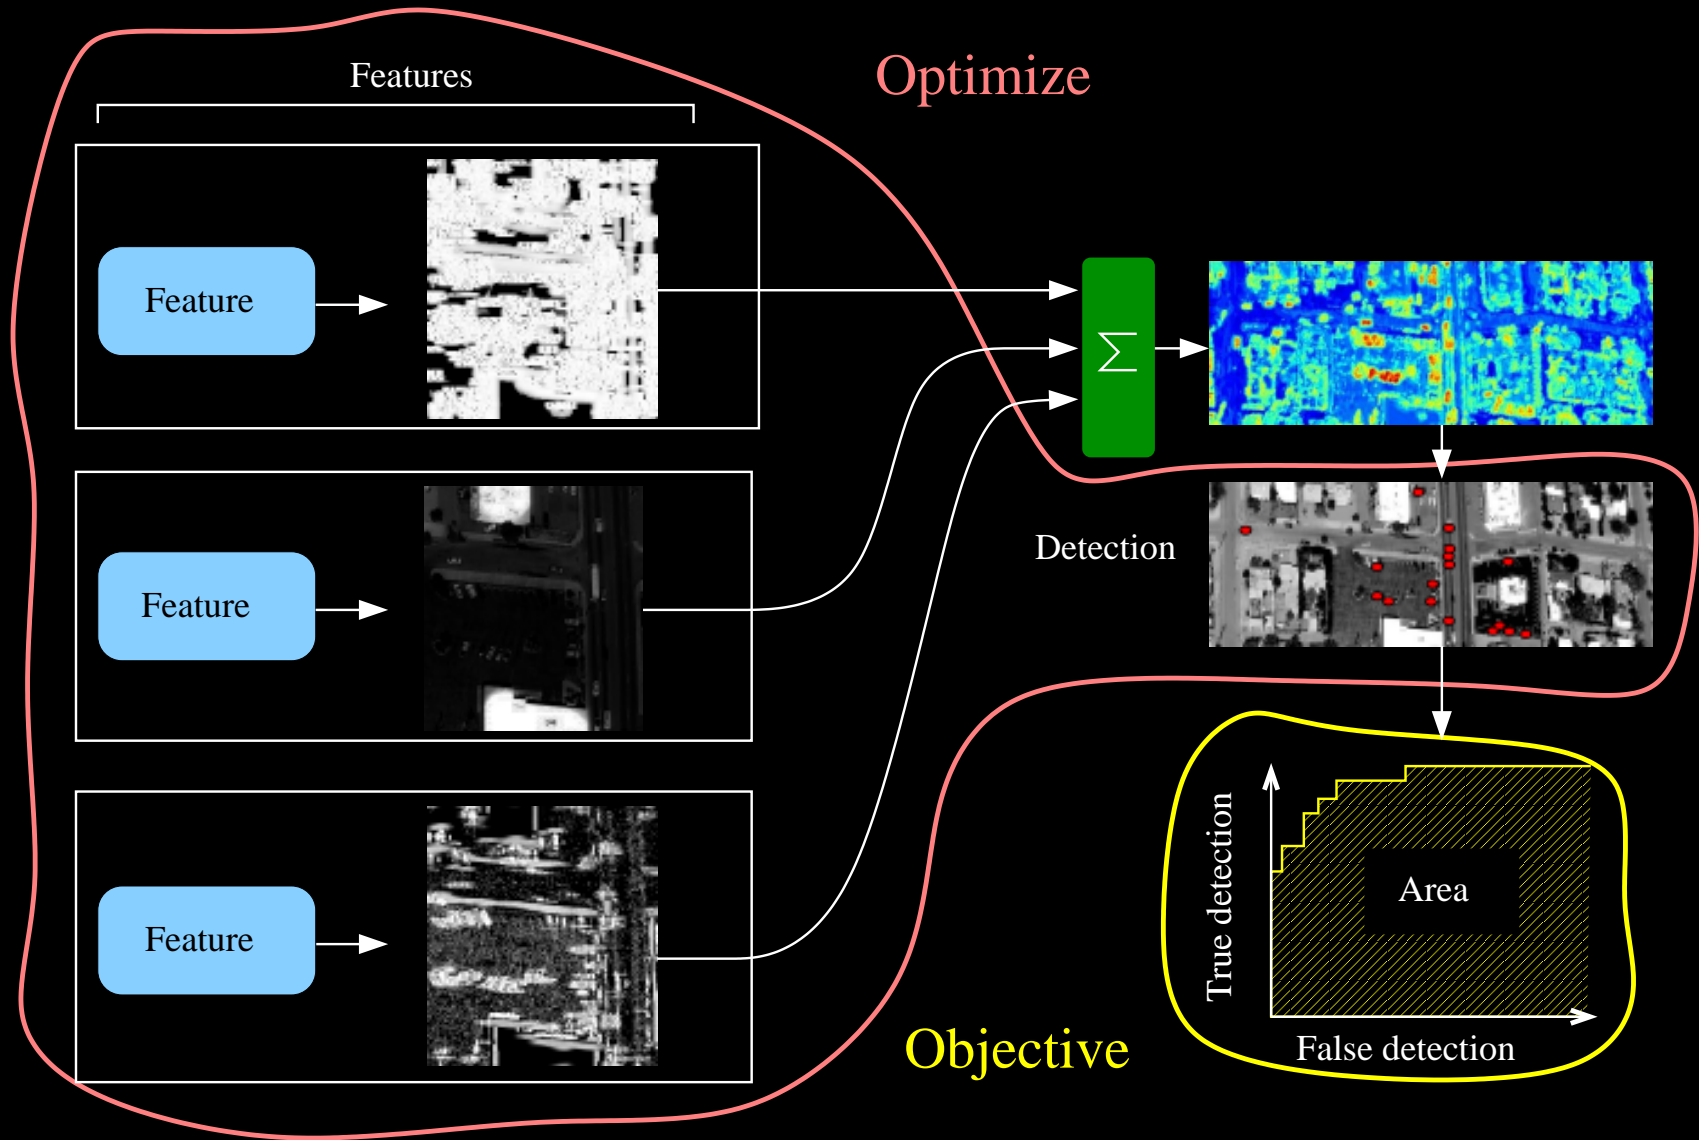 Optimize
Features
Feature
∑
Feature
Detection
Feature
True detection
Area
False detection
Objective